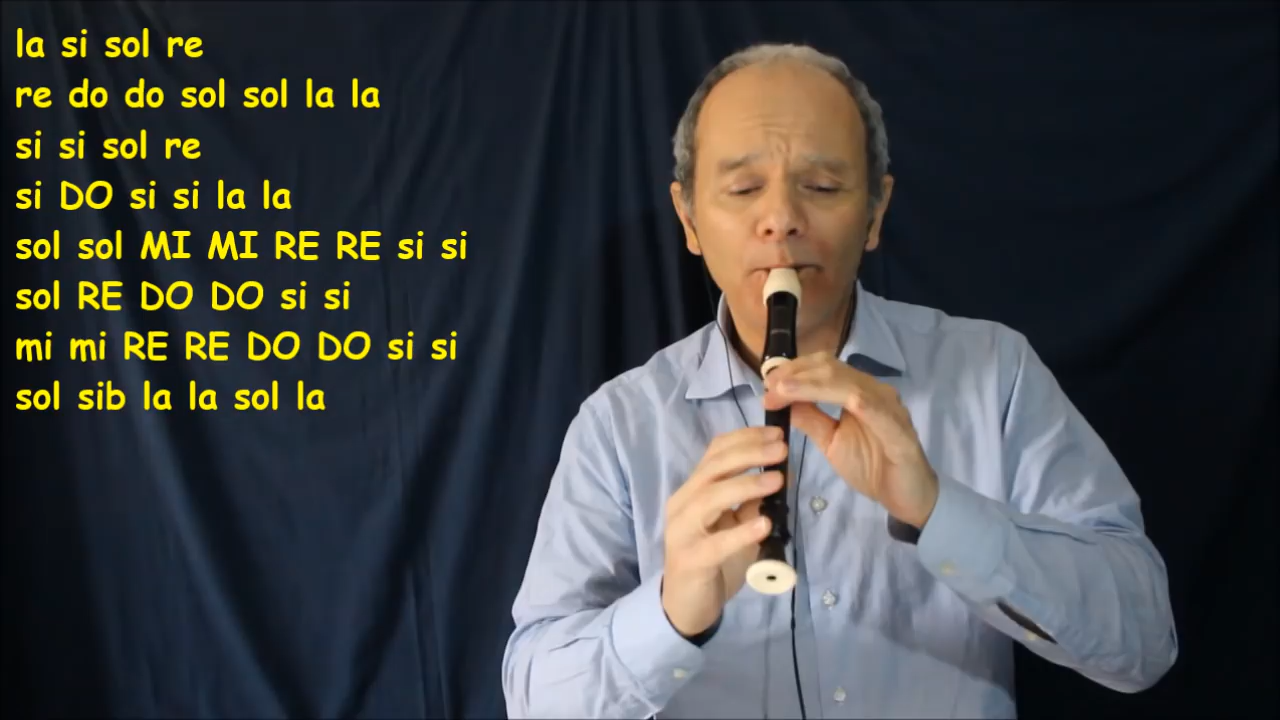 la si sol re
re do do sol sol la la
si si sol re
si DO si si la la
sol sol MI MI RE RE si si
sol RE DO DO si si
mi mi RE RE DO DO si si
sol sib la la sol la